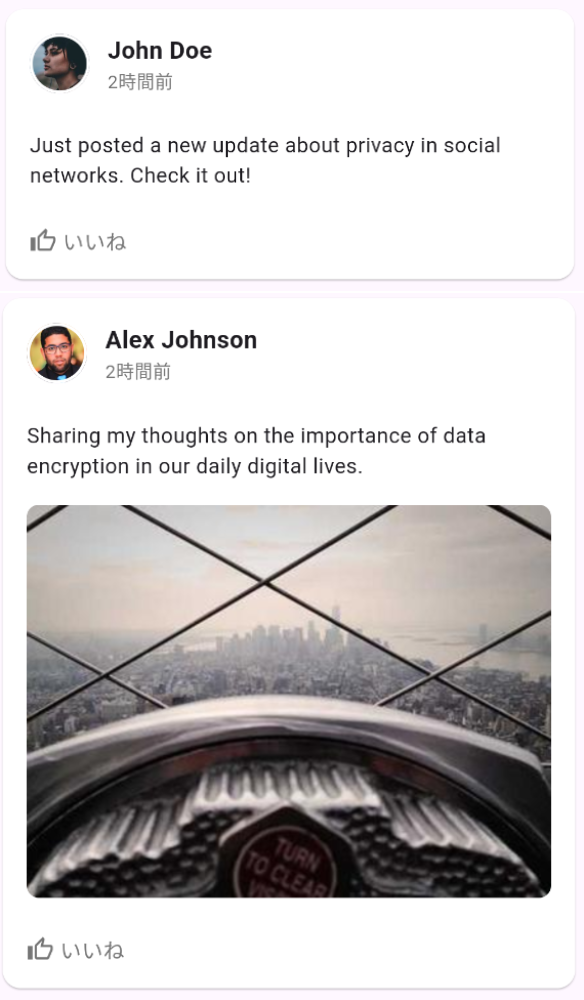 John Doe
2時間前
Just posted a new update about privacy in social
networks. Check it out!
いいね
Alex Johnson
2時間前
Sharing my thoughts on the importance of data
encryption in our daily digital lives.
TURN
TO CLEAR
いいね